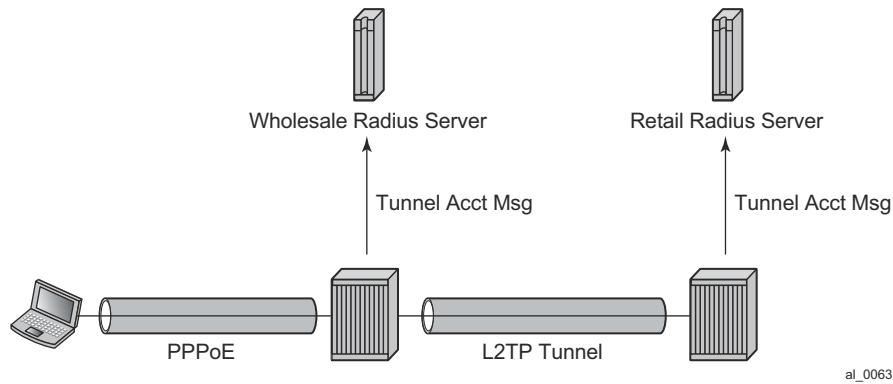 Wholesale Radius Server
Retail Radius Server
Tunnel Acct Msg
Tunnel Acct Msg
PPPoE
L2TP Tunnel
al_0063